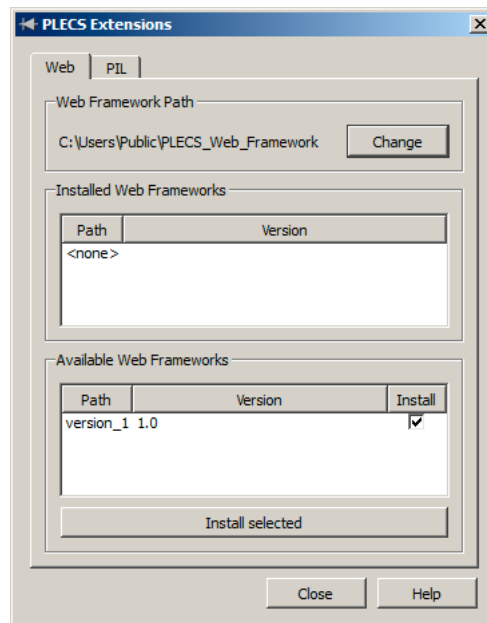 PLECS Extensions
Web PIL
Web Framework Path
C:\Users\Public\PLECS_Web_Framework Change
Installed Web Frameworks
Path Version
<none>
Available Web Frameworks
Path Version Install
version_1 1.0
Install selected
Close Help